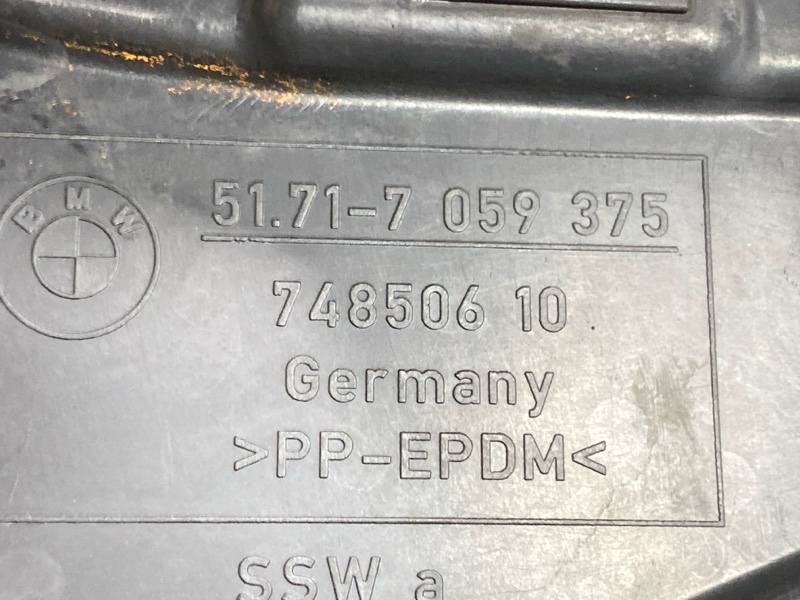 BMW
51.71-7 059 375
748506 10
Germany
>PP-EPDM<
SSW a